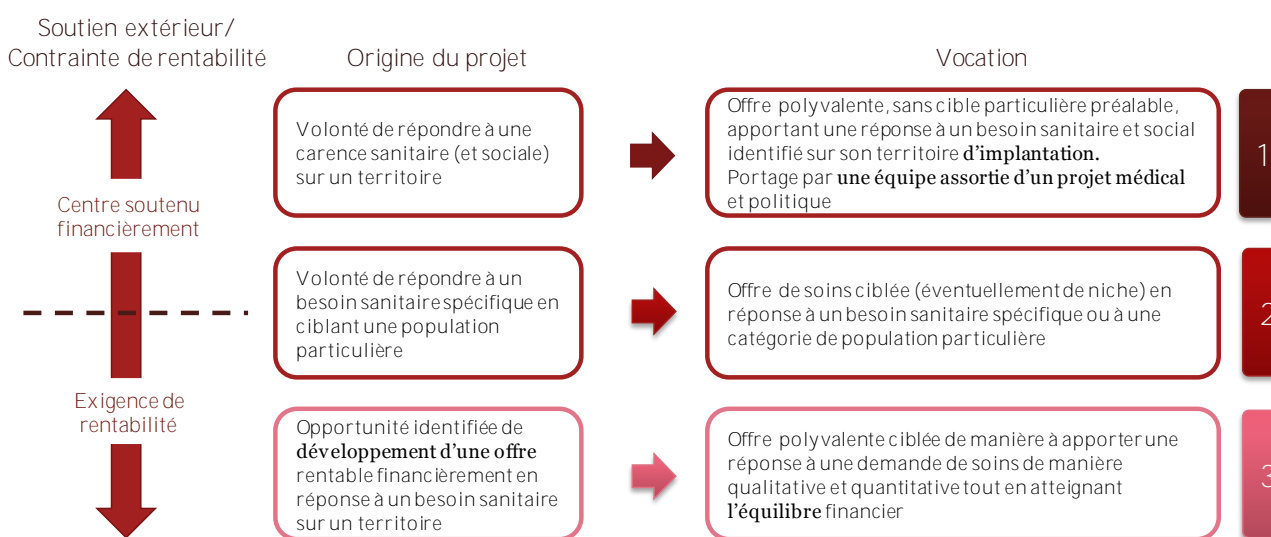 Soutien extérieur/
Contrainte de rentabilité
Origine du projet
Vocation
Centre soutenu
financièrement
Exigence de
rentabilité
Volonté de répondre à une
carence sanitaire (et sociale)
sur un territoire
Offre polyvalente, sans cible particulière préalable,
apportant une réponse à un besoin sanitaire et social
identifié sur son territoire d’implantation.
Portage par une équipe assortie d’un projet médical
et politique
1
Volonté de répondre à un
besoin sanitaire spécifique en
ciblant une population
particulière
Offre de soins ciblée (éventuellement de niche) en
réponse à un besoin sanitaire spécifique ou à une
catégorie de population particulière
2
Opportunité identifiée de
développement d’une offre
rentable financièrement en
réponse à un besoin sanitaire
sur un territoire
Offre polyvalente ciblée de manière à apporter une
réponse à une demande de soins de manière
qualitative et quantitative tout en atteignant
l’équilibre financier
3